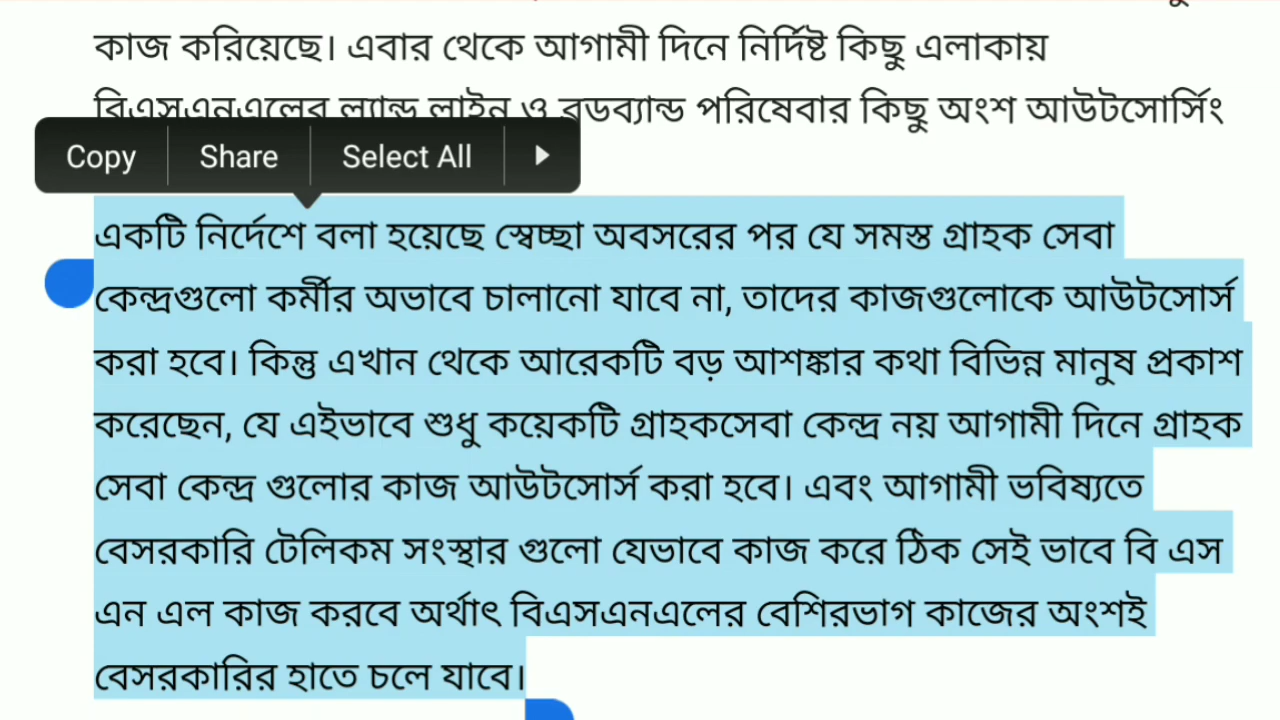 কাজ করিয়েছে। এবার থেকে আগামী দিনে নির্দিষ্ট কিছু এলাকায়
বিএসএনএলের ল্যান্ড লাইন ও ব্রডব্যান্ড পরিষেবার কিছু অংশ আউটসোর্সিং
Copy Share Select All
একটি নির্দেশে বলা হয়েছে স্বেচ্ছা অবসরের পর যে সমস্ত গ্রাহক সেবা
কেন্দ্রগুলো কর্মীর অভাবে চালানো যাবে না, তাদের কাজগুলোকে আউটসোর্স
করা হবে। কিন্তু এখান থেকে আরেকটি বড় আশঙ্কার কথা বিভিন্ন মানুষ প্রকাশ
করেছেন, যে এইভাবে শুধু কয়েকটি গ্রাহকসেবা কেন্দ্র নয় আগামী দিনে গ্রাহক
সেবা কেন্দ্র গুলোর কাজ আউটসোর্স করা হবে। এবং আগামী ভবিষ্যতে
বেসরকারি টেলিকম সংস্থার গুলো যেভাবে কাজ করে ঠিক সেই ভাবে বি এস
এন এল কাজ করবে অর্থাৎ বিএসএনএলের বেশিরভাগ কাজের অংশই
বেসরকারির হাতে চলে যাবে।